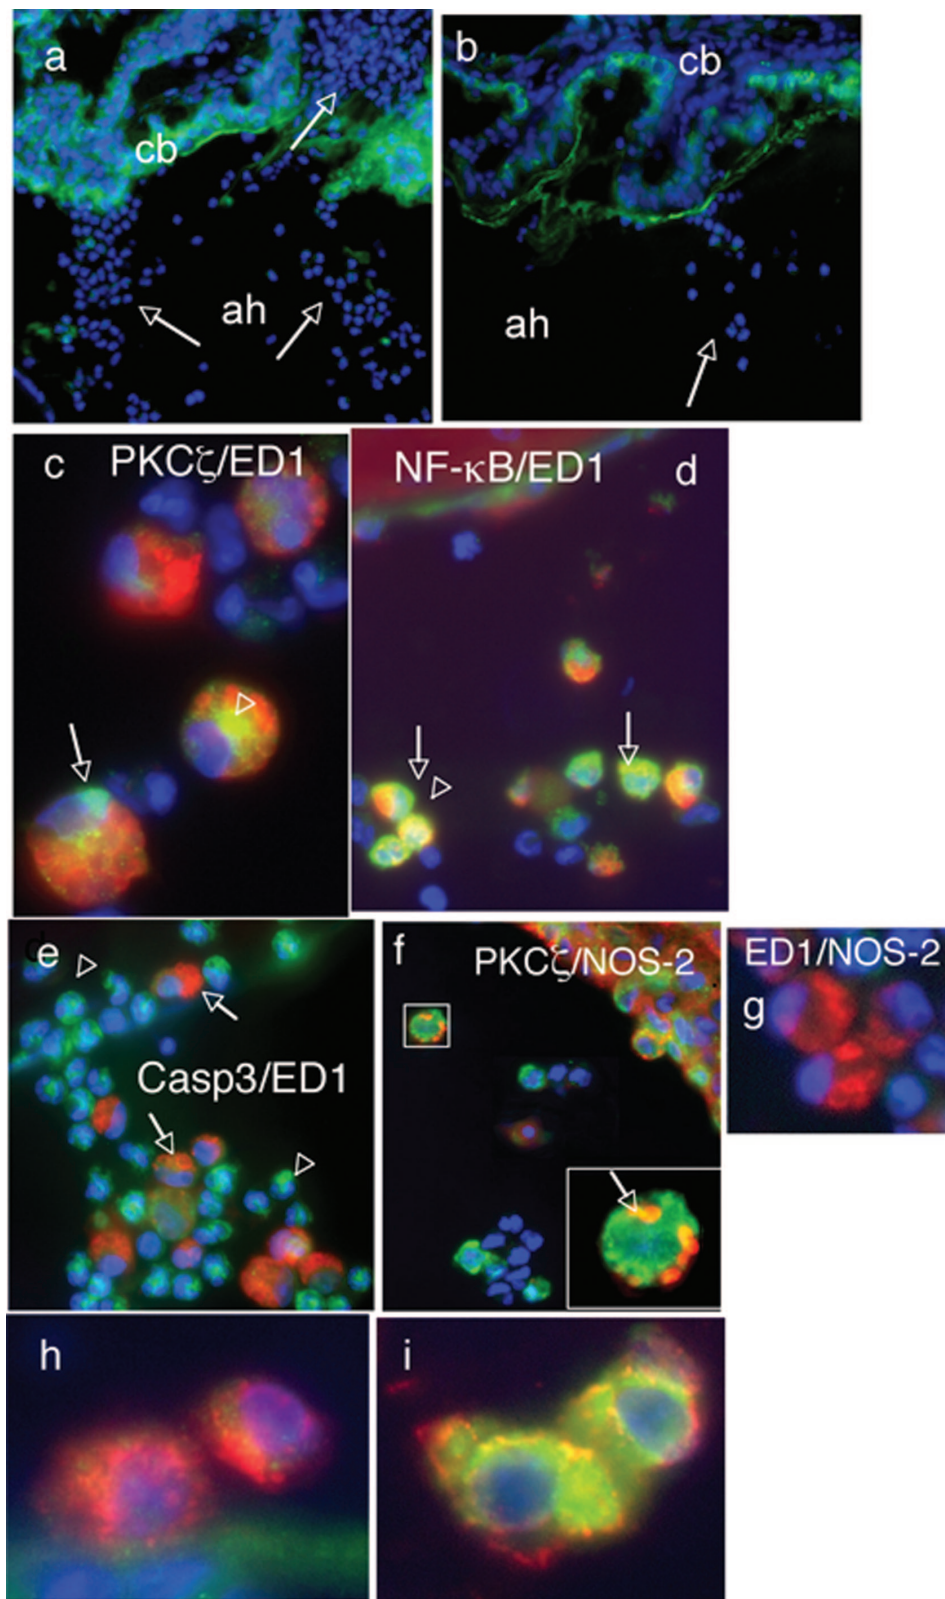 a
cb
ah
b
cb
ah
c
PKCζ/ED1
NF-κB/ED1
d
e
Casp3/ED1
f
PKCζ/NOS-2
ED1/NOS-2
g
h
i